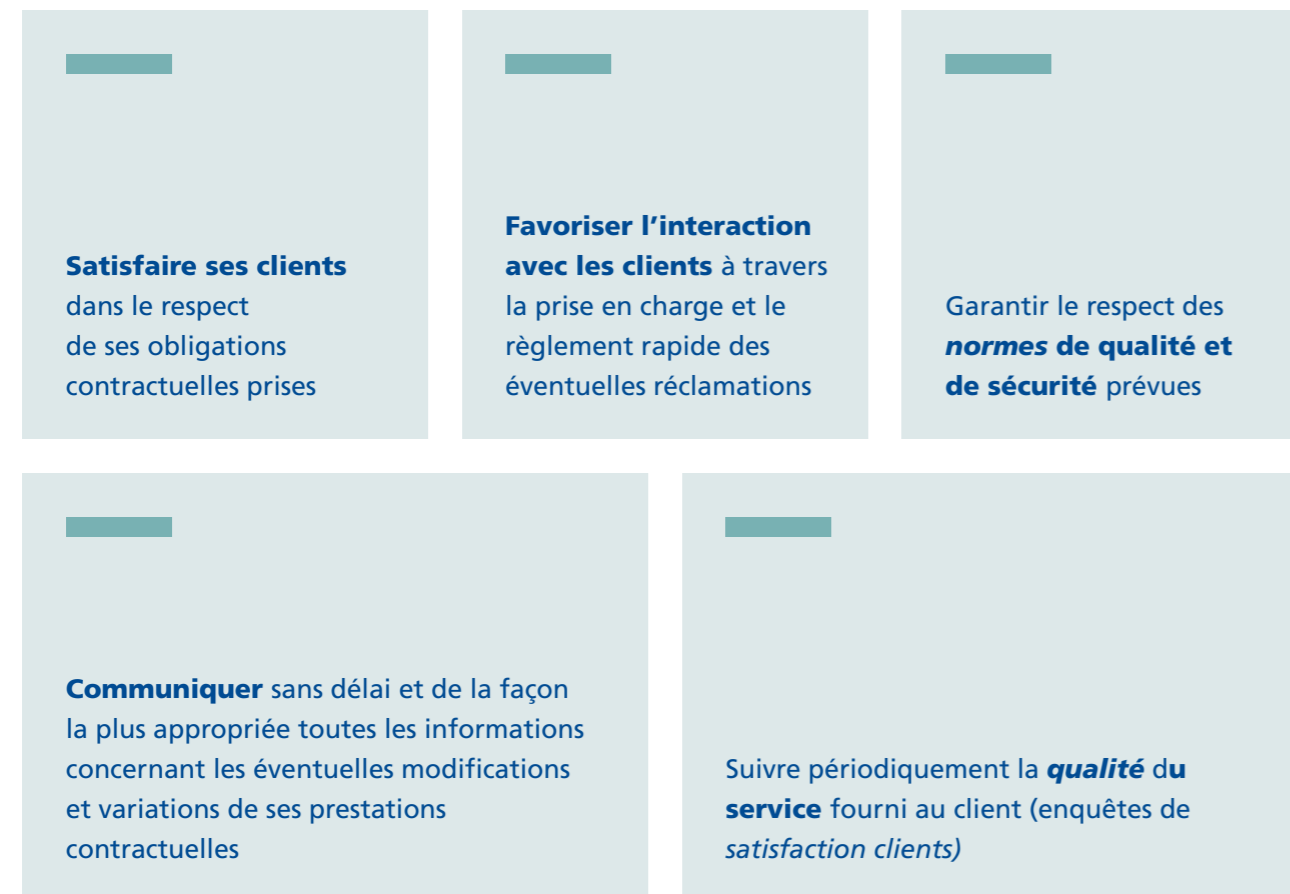 Satisfaire ses clients
dans le respect
de ses obligations
contractuelles prises
Favoriser l’interaction
avec les clients à travers
la prise en charge et le
règlement rapide des
éventuelles réclamations
Garantir le respect des
normes de qualité et
de sécurité prévues
Communiquer sans délai et de la façon
la plus appropriée toutes les informations
concernant les éventuelles modifications
et variations de ses prestations
contractuelles
Suivre périodiquement la qualité du
service fourni au client (enquêtes de
satisfaction clients)